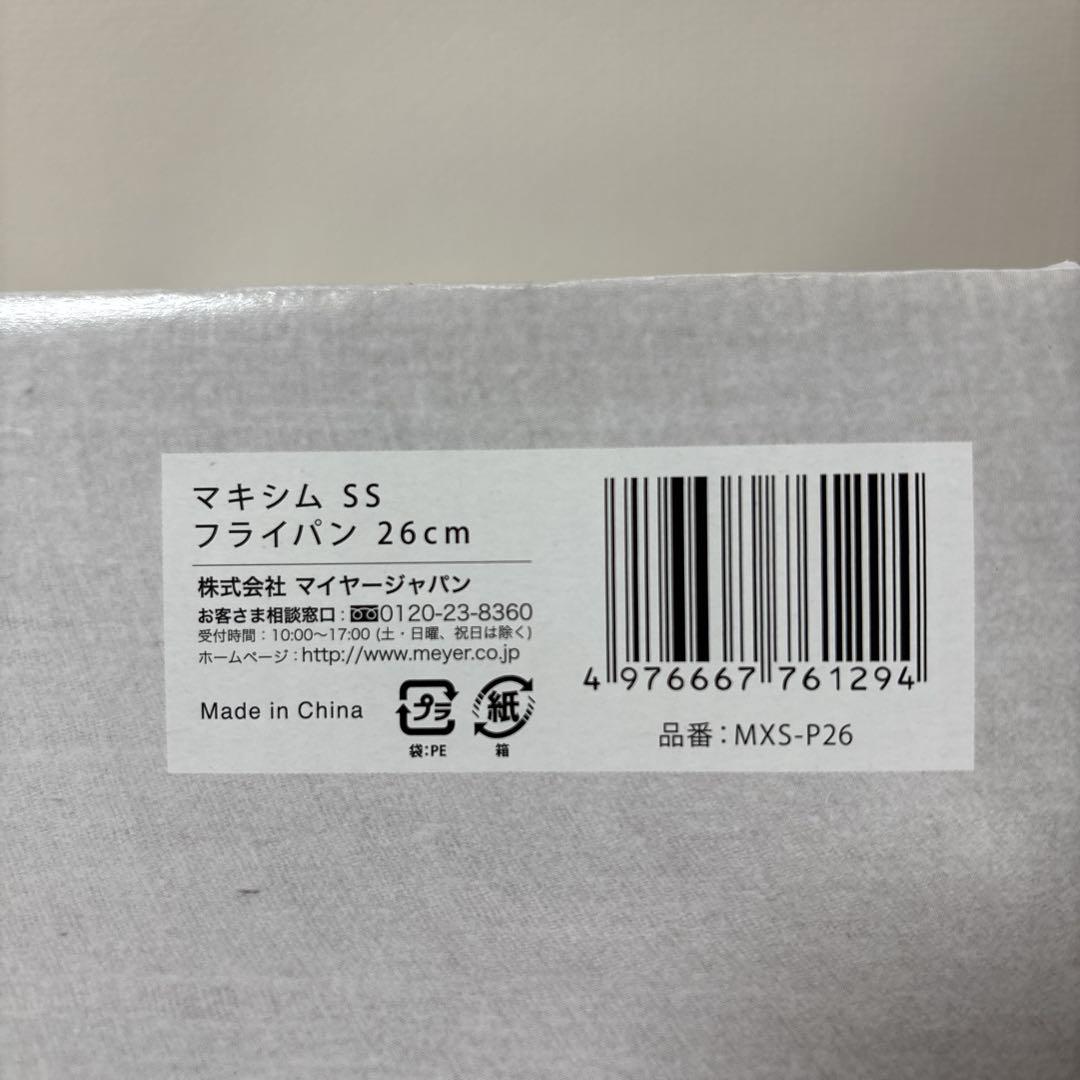 マキシム SS
フライパン 26cm
株式会社 マイヤージャパン
お客さま相談窓口:0120-23-8360
受付時間:10:00〜17:00 (土・日曜、祝日は除く)
ホームページ:http://www.meyer.co.jp
Made in China
プラ
袋:PE
紙
箱
4 976667 761294
品番:MXS-P26